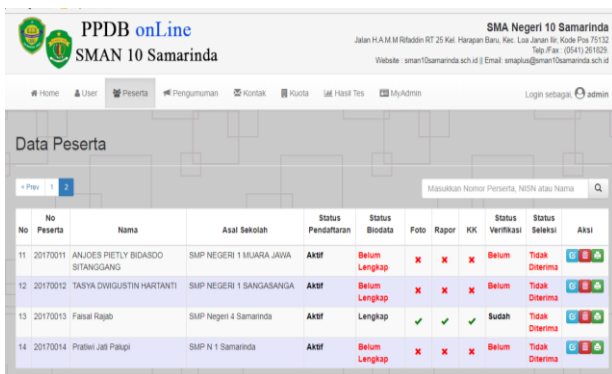 PPDB onLine
SMAN 10 Samarinda
SMA Negeri 10 Samarinda
Jalan H.A.M.M Rifaddin RT 25 Kel. Harapan Baru, Kec. Loa Janan Ilir, Kode Pos 75132
Telp./Fax : (0541) 261829.
Website : sman10samarinda.sch.id || Email: smaplus@sman10samarinda.sch.id
Home User Peserta Pengumuman Kontak Kuota Hasil Tes MyAdmin Login sebagai, admin
Data Peserta
« Prev 1 2 Masukkan Nomor Perserta, NISN atau Nama
No No Peserta Nama Asal Sekolah Status Pendaftaran Status Biodata Foto Rapor KK Status Verifikasi Status Seleksi Aksi
11 20170011 ANJOES PIETLY BIDASDO SITANGGANG SMP NEGERI 1 MUARA JAWA Aktif Belum Lengkap Belum Tidak Diterima
12 20170012 TASYA DWIGUSTIN HARTANTI SMP NEGERI 1 SANGASANGA Aktif Belum Lengkap Belum Tidak Diterima
13 20170013 Faisal Rajab SMP Negeri 4 Samarinda Aktif Lengkap Sudah Tidak Diterima
14 20170014 Pratiwi Jati Palupi SMP N 1 Samarinda Aktif Belum Lengkap Belum Tidak Diterima